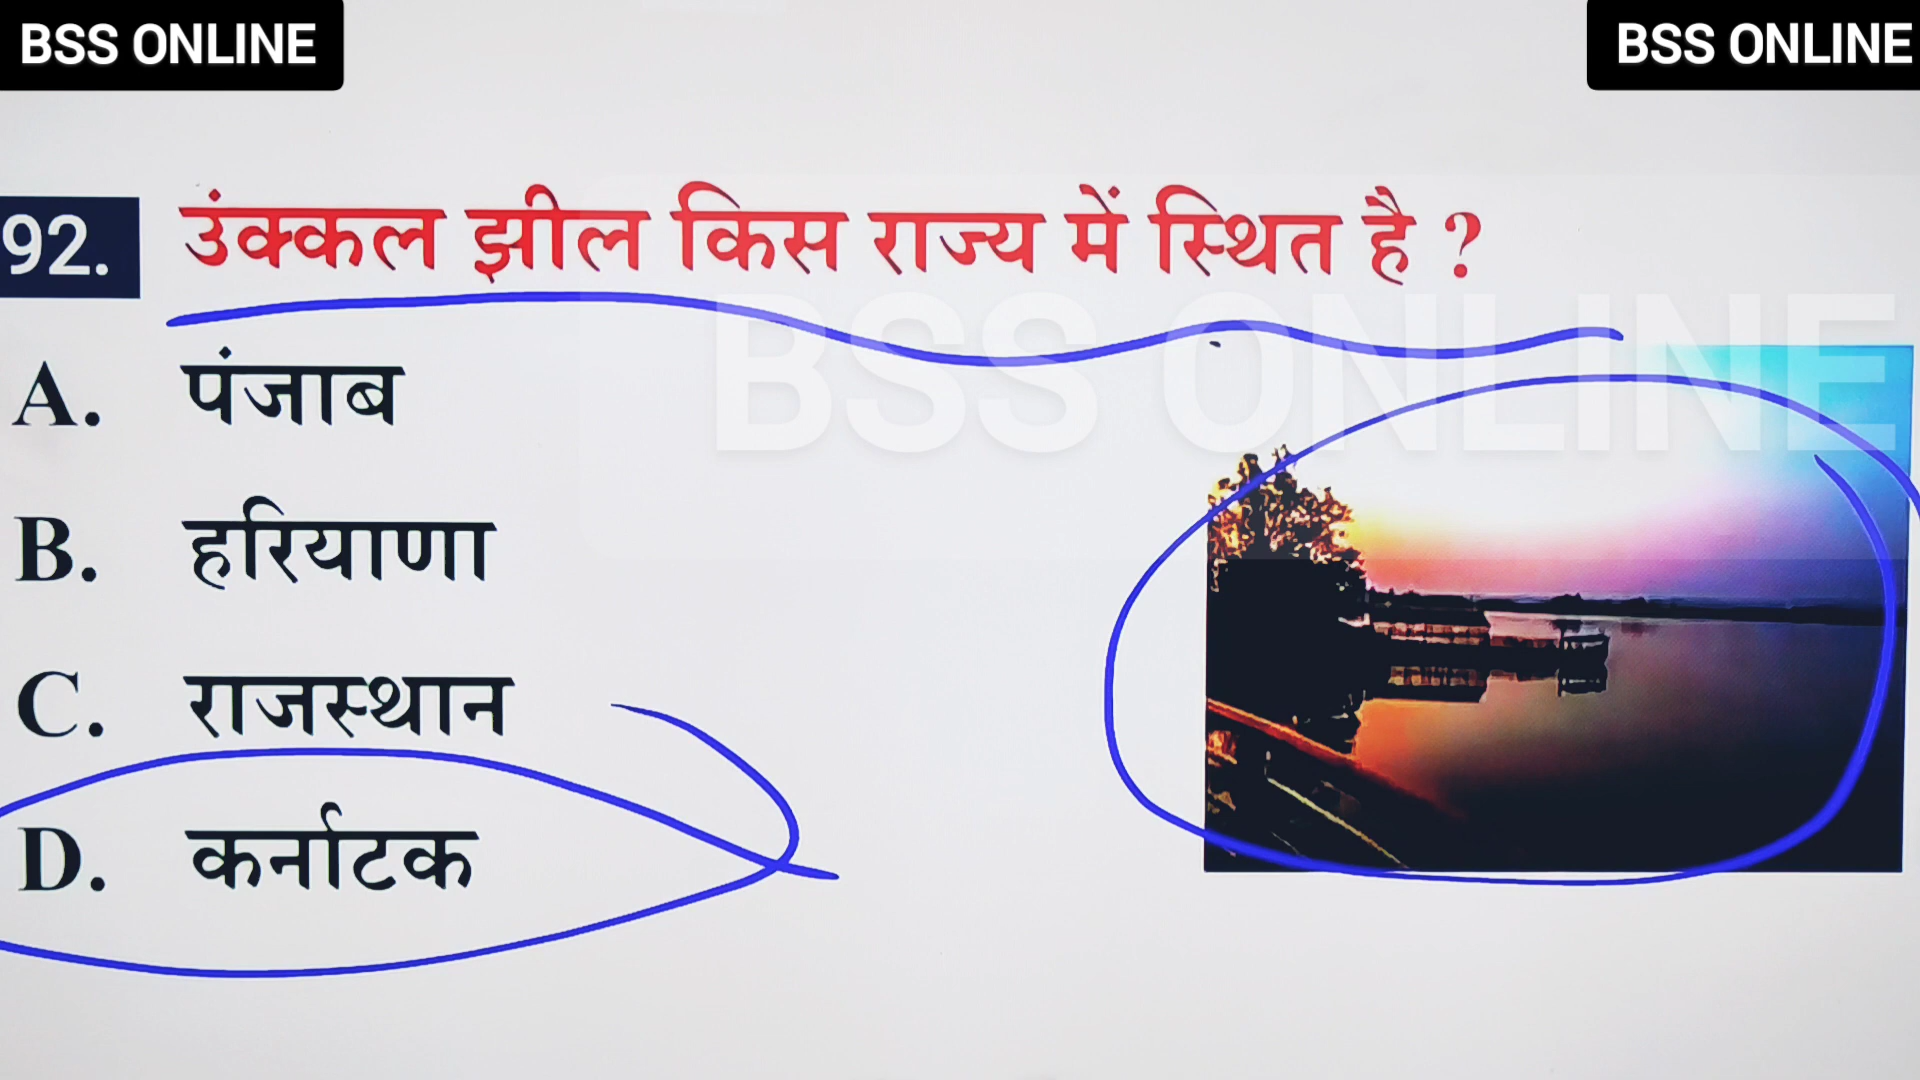 BSS ONLINE
BSS ONLINE
92. उंक्कल झील किस राज्य में स्थित है ?
BSS ONLINE
A. पंजाब
B. हरियाणा
C. राजस्थान
D. कर्नाटक